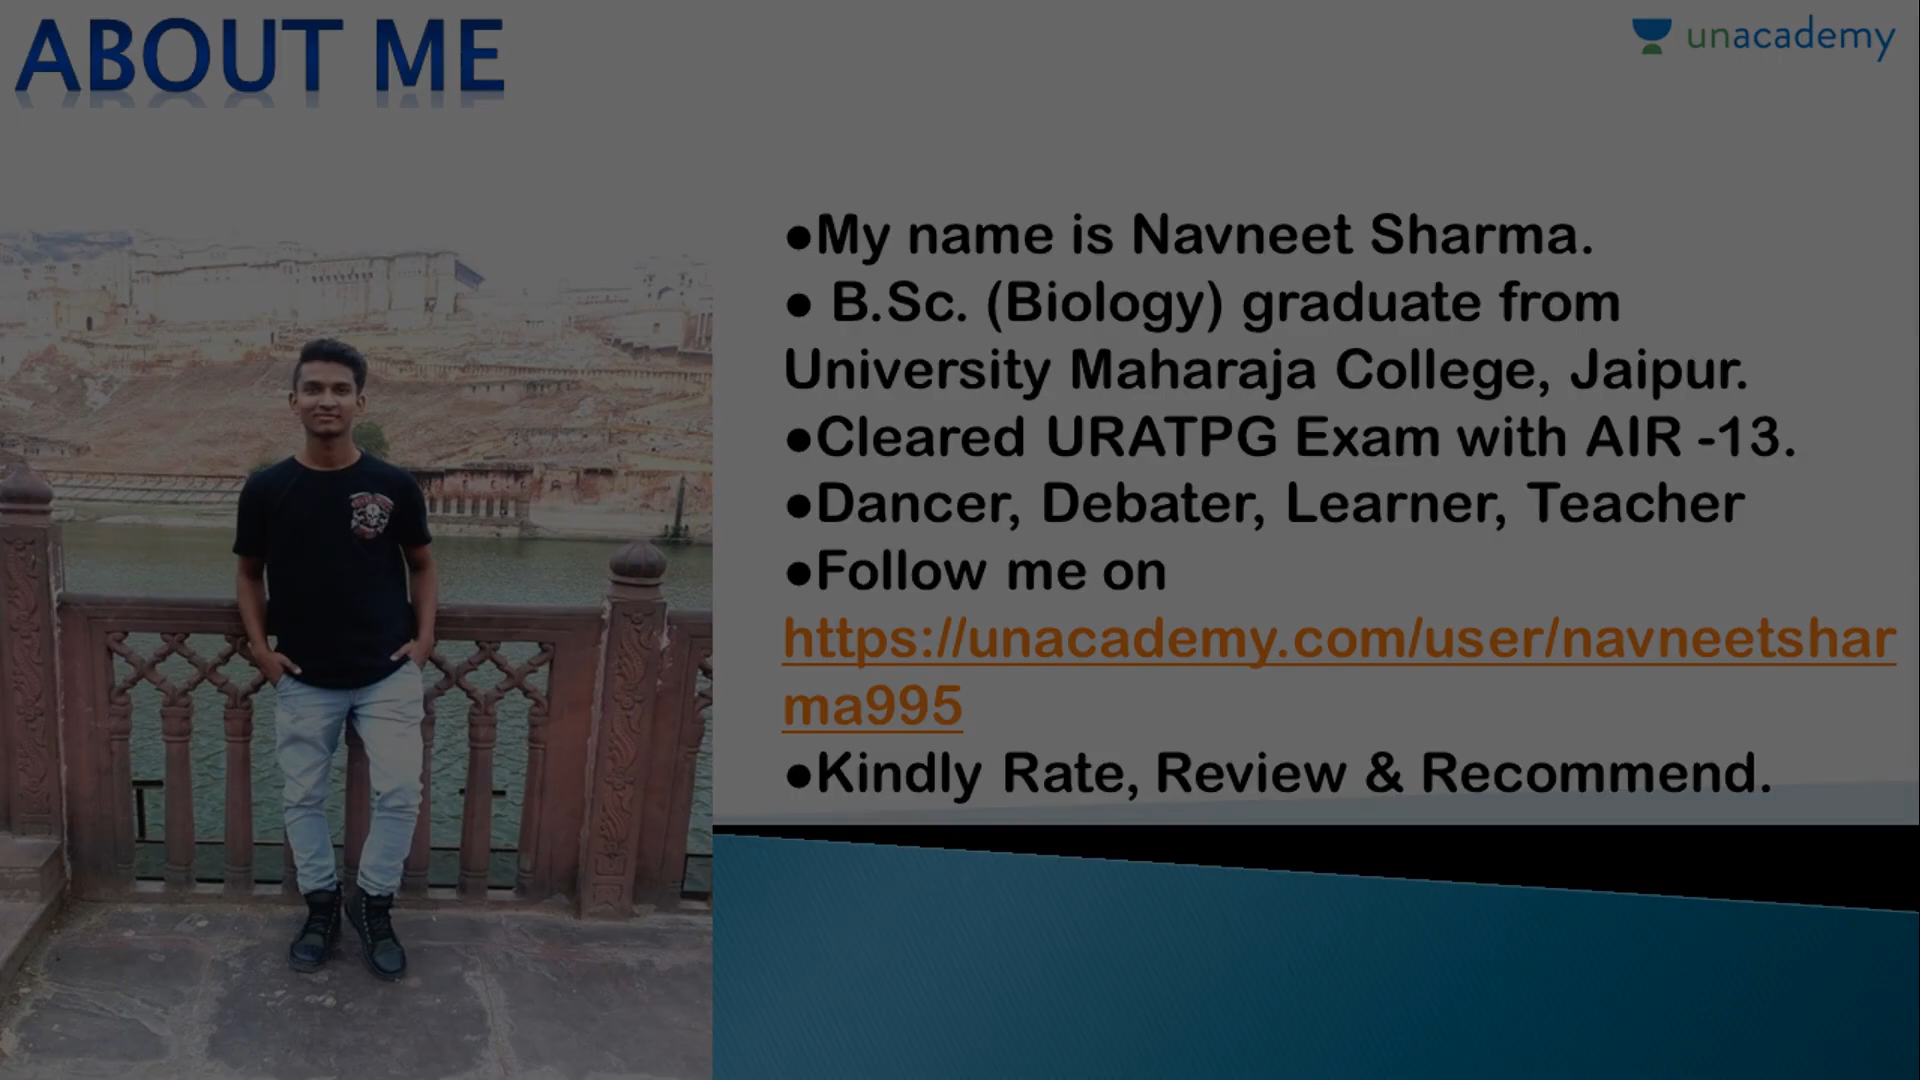 ABOUT ME
unacademy
●My name is Navneet Sharma.
● B.Sc. (Biology) graduate from
University Maharaja College, Jaipur.
●Cleared URATPG Exam with AIR -13.
●Dancer, Debater, Learner, Teacher
●Follow me on
https://unacademy.com/user/navneetshar
ma995
●Kindly Rate, Review & Recommend.